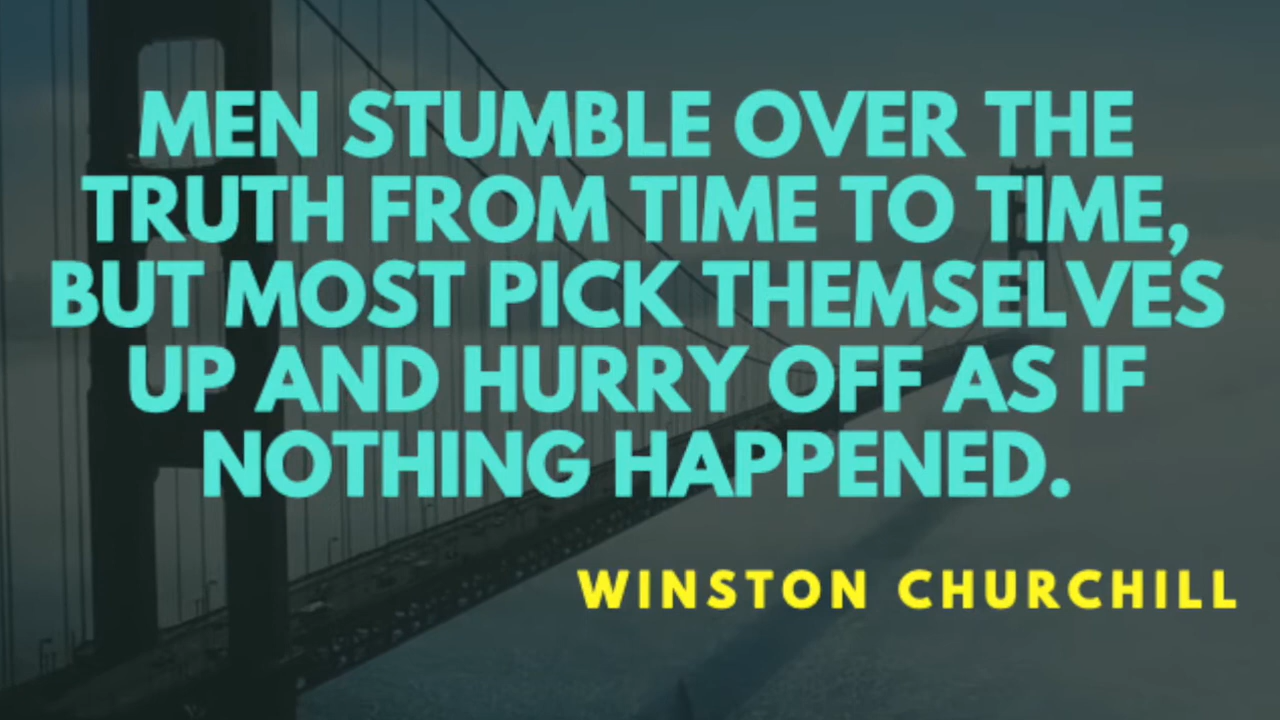 MEN STUMBLE OVER THE
TRUTH FROM TIME TO TIME,
BUT MOST PICK THEMSELVES
UP AND HURRY OFF AS IF
NOTHING HAPPENED.
WINSTON CHURCHILL